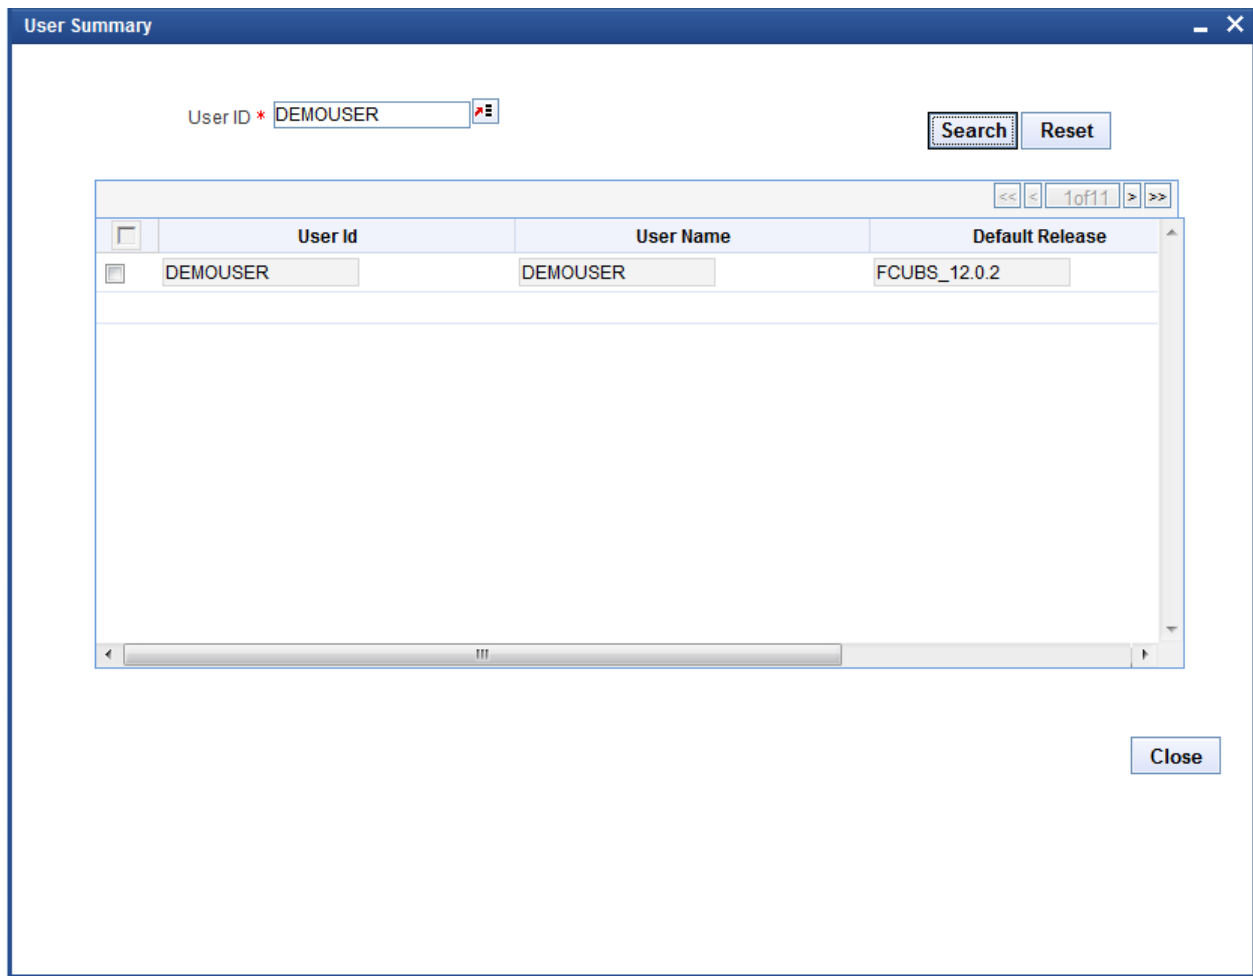 User Summary
User ID * DEMOUSER
Search Reset
<< < 1of11 > >>
User Id User Name Default Release
DEMOUSER DEMOUSER FCUBS_12.0.2
Close